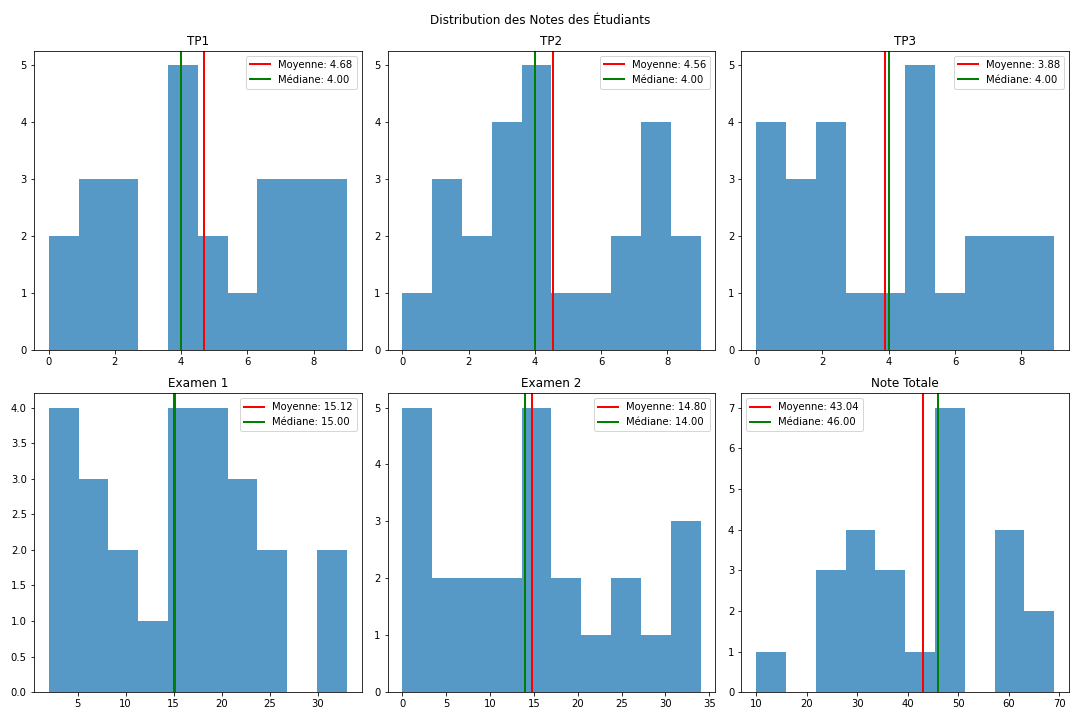 Distribution des Notes des Étudiants
TP1
Moyenne: 4.68
Médiane: 4.00
5
4
3
2
1
0
0 2 4 6 8
TP2
Moyenne: 4.56
Médiane: 4.00
5
4
3
2
1
0
0 2 4 6 8
TP3
Moyenne: 3.88
Médiane: 4.00
5
4
3
2
1
0
0 2 4 6 8
Examen 1
Moyenne: 15.12
Médiane: 15.00
4.0
3.5
3.0
2.5
2.0
1.5
1.0
0.5
0.0
5 10 15 20 25 30
Examen 2
Moyenne: 14.80
Médiane: 14.00
5
4
3
2
1
0
0 5 10 15 20 25 30 35
Note Totale
Moyenne: 43.04
Médiane: 46.00
7
6
5
4
3
2
1
0
10 20 30 40 50 60 70